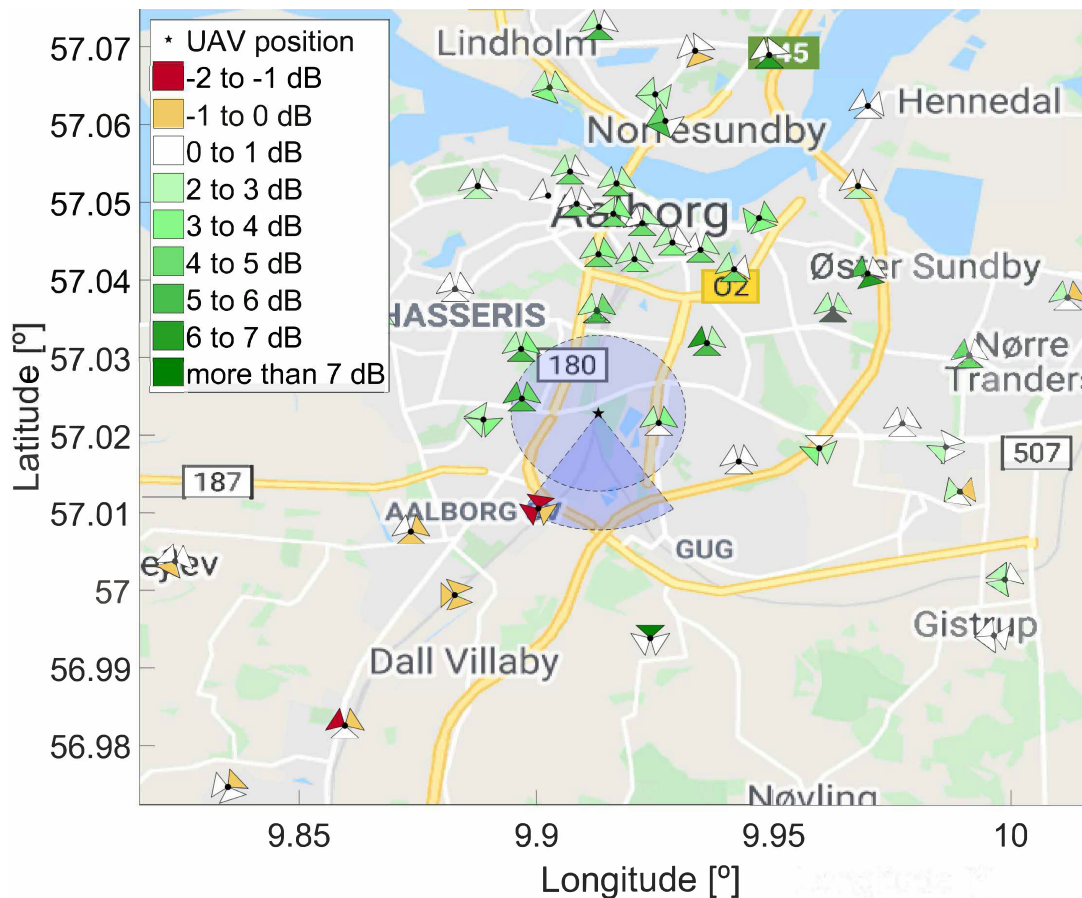 57.07
57.06
57.05
57.04
57.03
57.02
57.01
57
56.99
56.98
Latitude [º]
UAV position
-2 to -1 dB
-1 to 0 dB
0 to 1 dB
2 to 3 dB
3 to 4 dB
4 to 5 dB
5 to 6 dB
6 to 7 dB
more than 7 dB
Lindholm
45
Hennedal
Norresundby
Aalborg
Øster Sundby
62
HASSERIS
Nørre
Tranders
180
507
187
AALBORG
GUG
ejlev
Gistrup
Dall Villaby
Nøvling
9.85
9.9
9.95
10
Longitude [º]